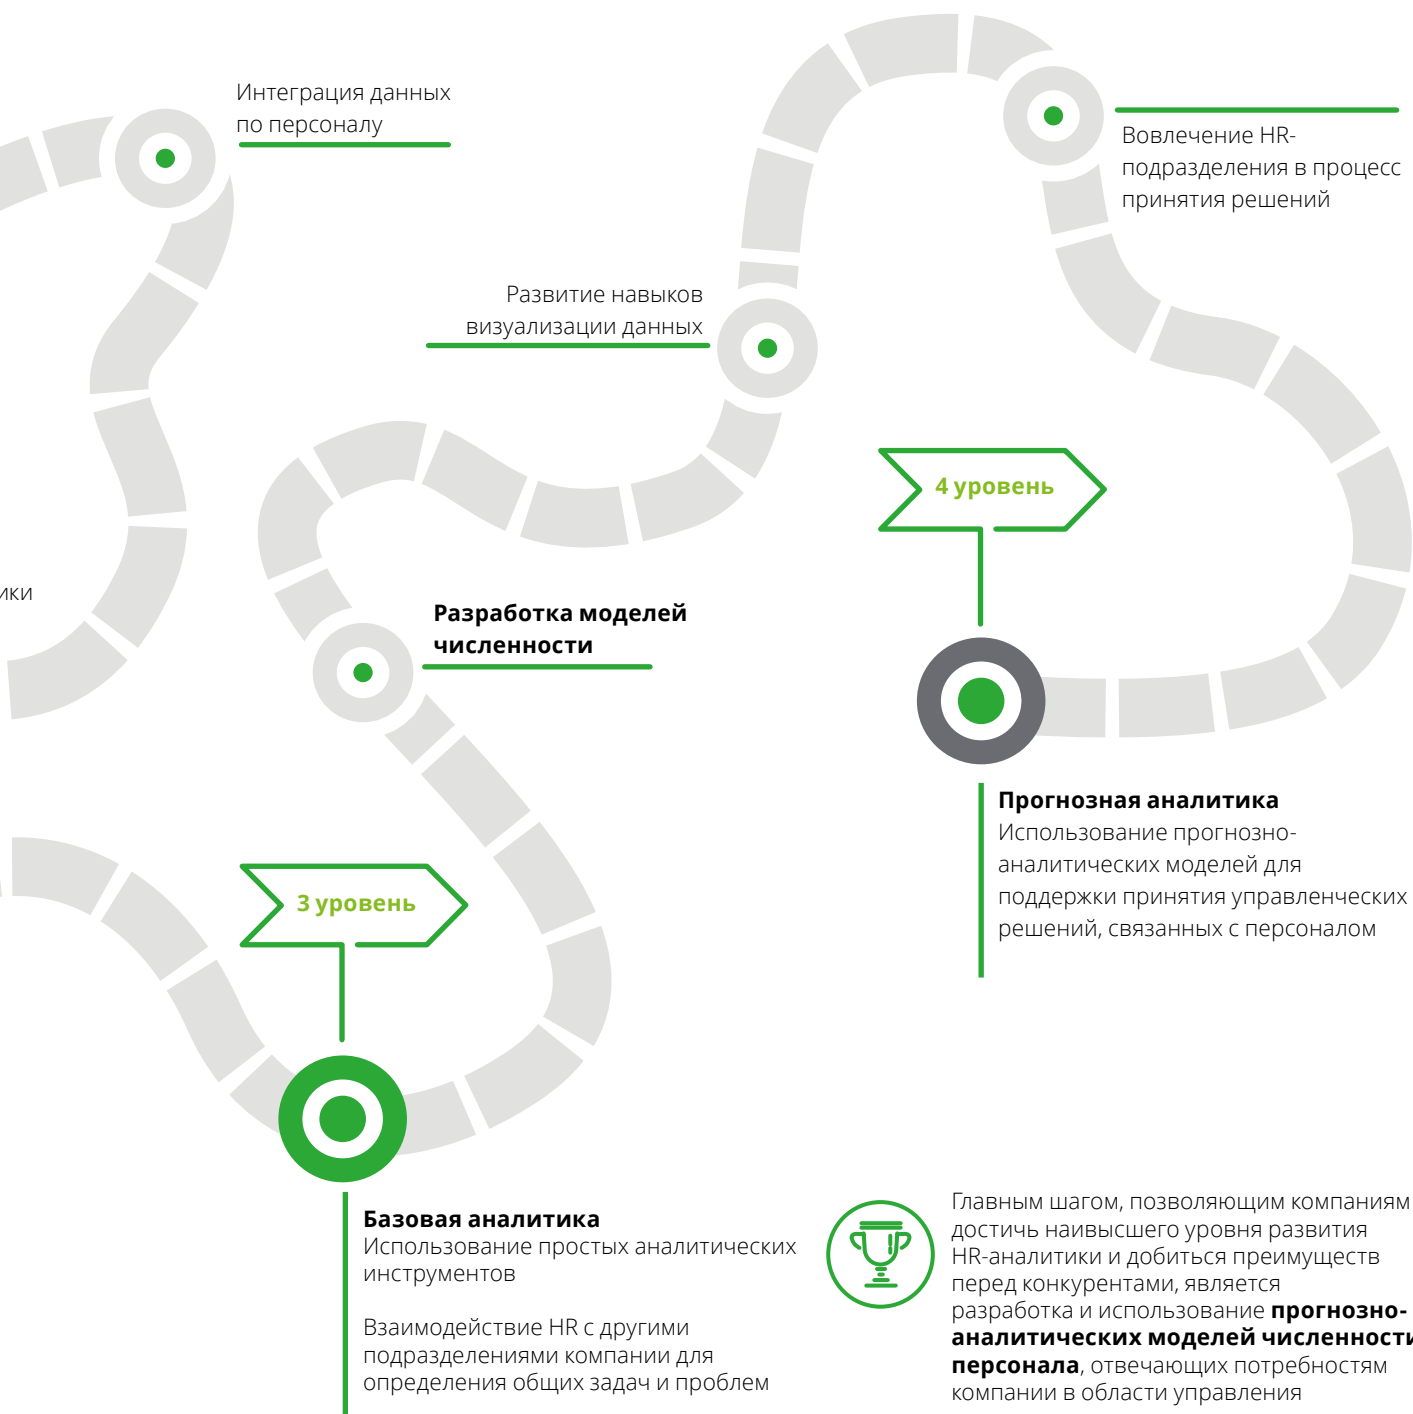 Интеграция данных
по персоналу
Вовлечение HR-
подразделения в процесс
принятия решений
Развитие навыков
визуализации данных
4 уровень
Разработка моделей
численности
Прогнозная аналитика
Использование прогнозно-
аналитических моделей для
поддержки принятия управленческих
решений, связанных с персоналом
3 уровень
Базовая аналитика
Использование простых аналитических
инструментов
Взаимодействие HR с другими
подразделениями компании для
определения общих задач и проблем
Главным шагом, позволяющим компаниям
достичь наивысшего уровня развития
HR-аналитики и добиться преимуществ
перед конкурентами, является
разработка и использование прогнозно-
аналитических моделей численности
персонала, отвечающих потребностям
компании в области управления